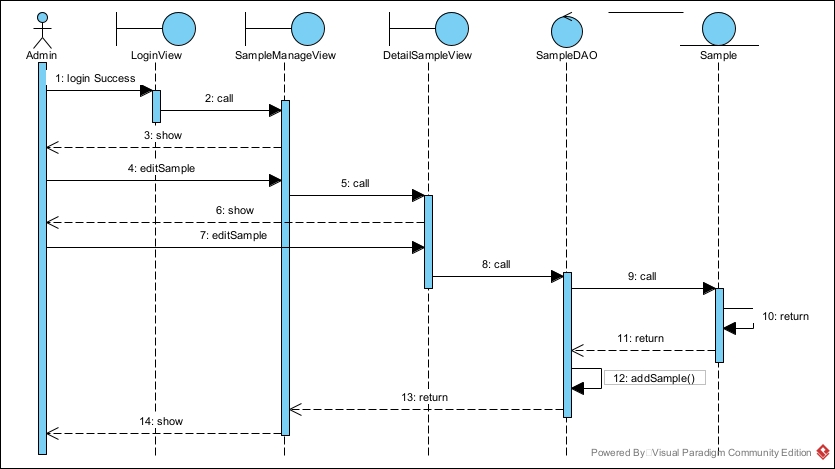 Admin
LoginView
SampleManageView
DetailSampleView
SampleDAO
Sample
1: login Success
2: call
3: show
4: editSample
5: call
6: show
7: editSample
8: call
9: call
10: return
11: return
12: addSample()
13: return
14: show
Powered By Visual Paradigm Community Edition